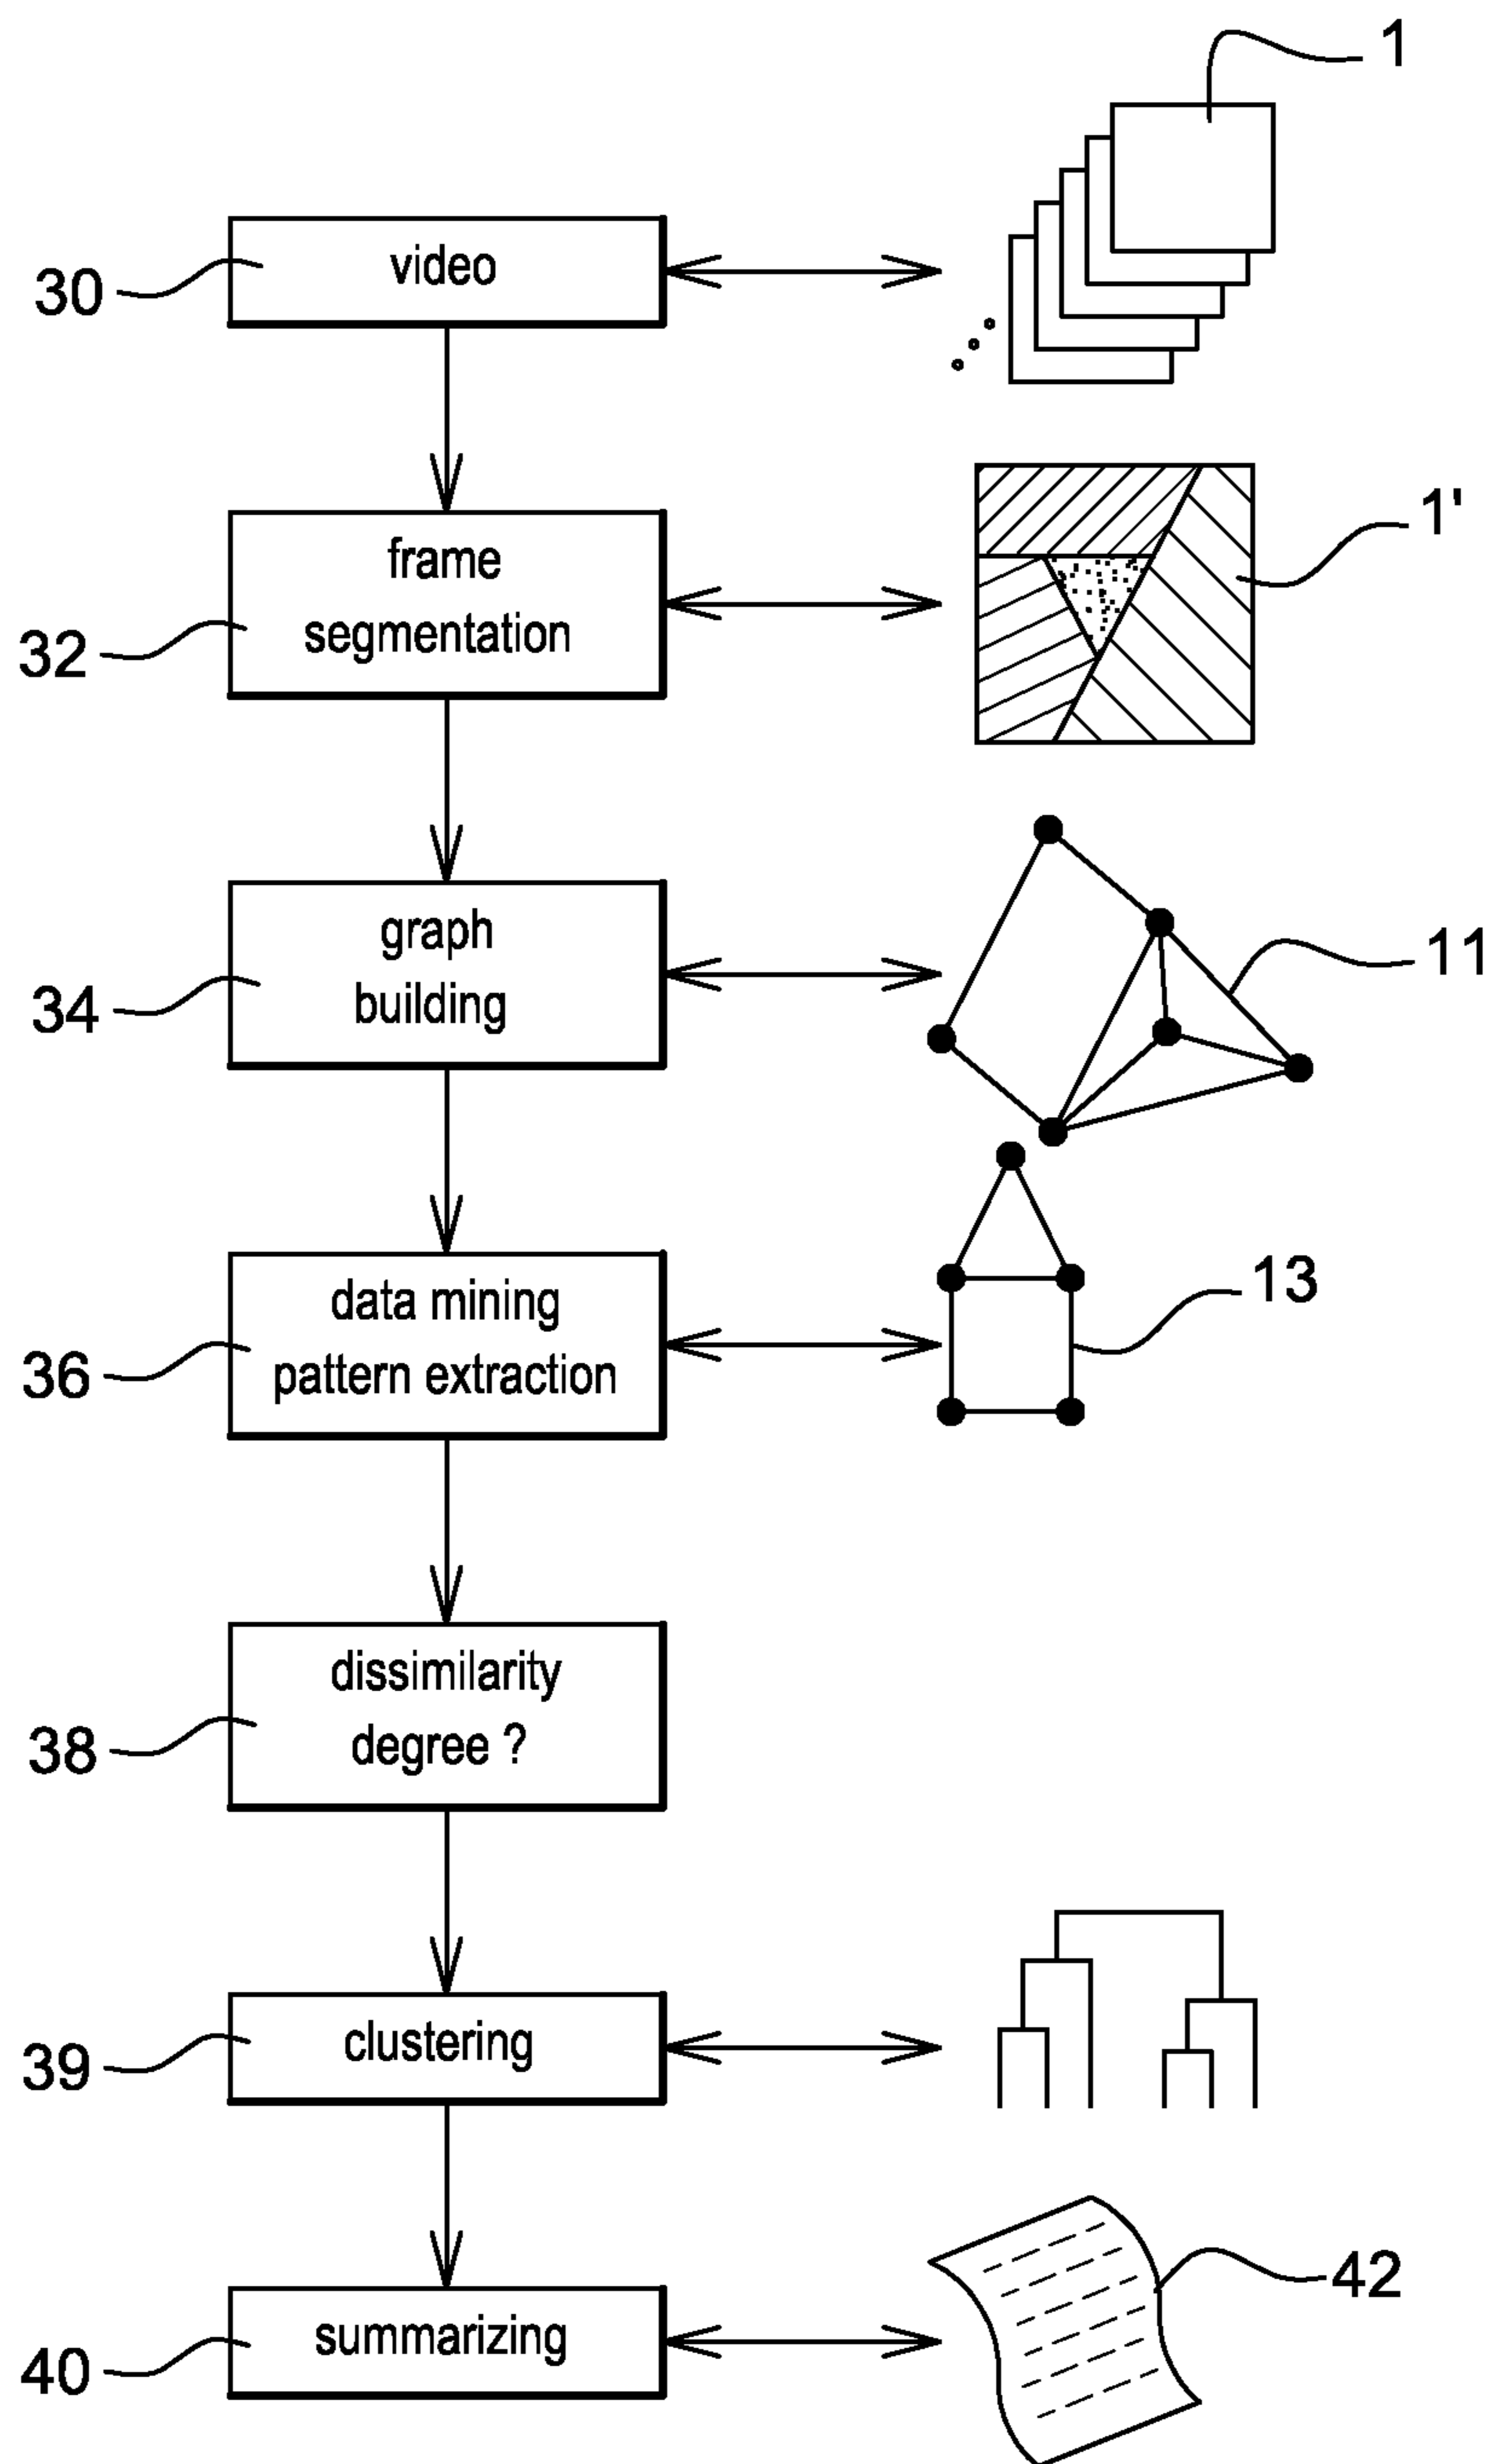 1
30
video
1'
frame
32
segmentation
graph
11
34
building
data mining
13
36
pattern extraction
dissimilarity
38
degree ?
39
clustering
42
40
summarizing